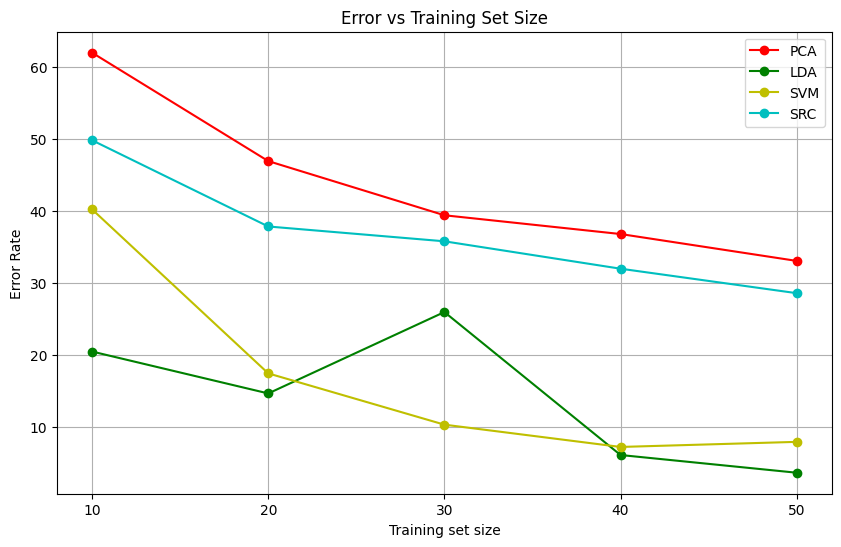 Error vs Training Set Size
PCA
LDA
SVM
SRC
Error Rate
60
50
40
30
20
10
10 20 30 40 50
Training set size